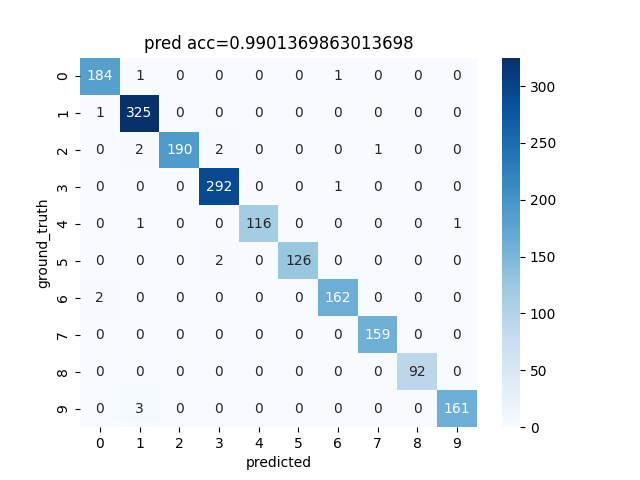 pred acc=0.9901369863013698
0 184 1 0 0 0 0 1 0 0 0
1 1 325 0 0 0 0 0 0 0 0
2 0 2 190 2 0 0 0 1 0 0
3 0 0 0 292 0 0 1 0 0 0
4 0 1 0 0 116 0 0 0 0 1
5 0 0 0 2 0 126 0 0 0 0
6 2 0 0 0 0 0 162 0 0 0
7 0 0 0 0 0 0 0 159 0 0
8 0 0 0 0 0 0 0 0 92 0
9 0 3 0 0 0 0 0 0 0 161
0 1 2 3 4 5 6 7 8 9
predicted
ground_truth
300
250
200
150
100
50
0